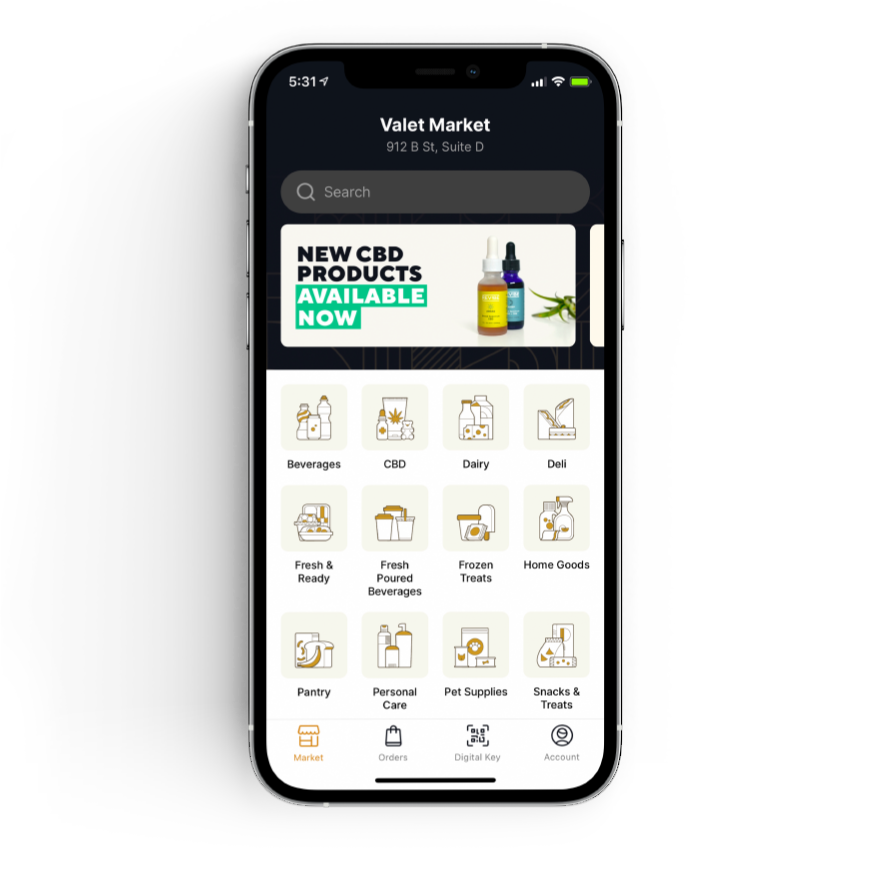 5:31
Valet Market
912 B St, Suite D
Search
NEW CBD
PRODUCTS
AVAILABLE
NOW
Beverages
CBD
Dairy
Deli
Fresh &
Ready
Fresh
Poured
Beverages
Frozen
Treats
Home Goods
Pantry
Personal
Care
Pet Supplies
Snacks &
Treats
Market
Orders
Digital Key
Account